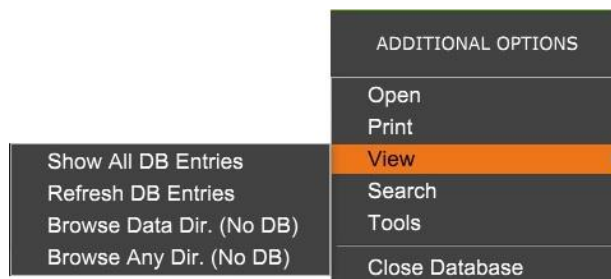 ADDITIONAL OPTIONS
Open
Print
View
Search
Tools
Close Database
Show All DB Entries
Refresh DB Entries
Browse Data Dir. (No DB)
Browse Any Dir. (No DB)